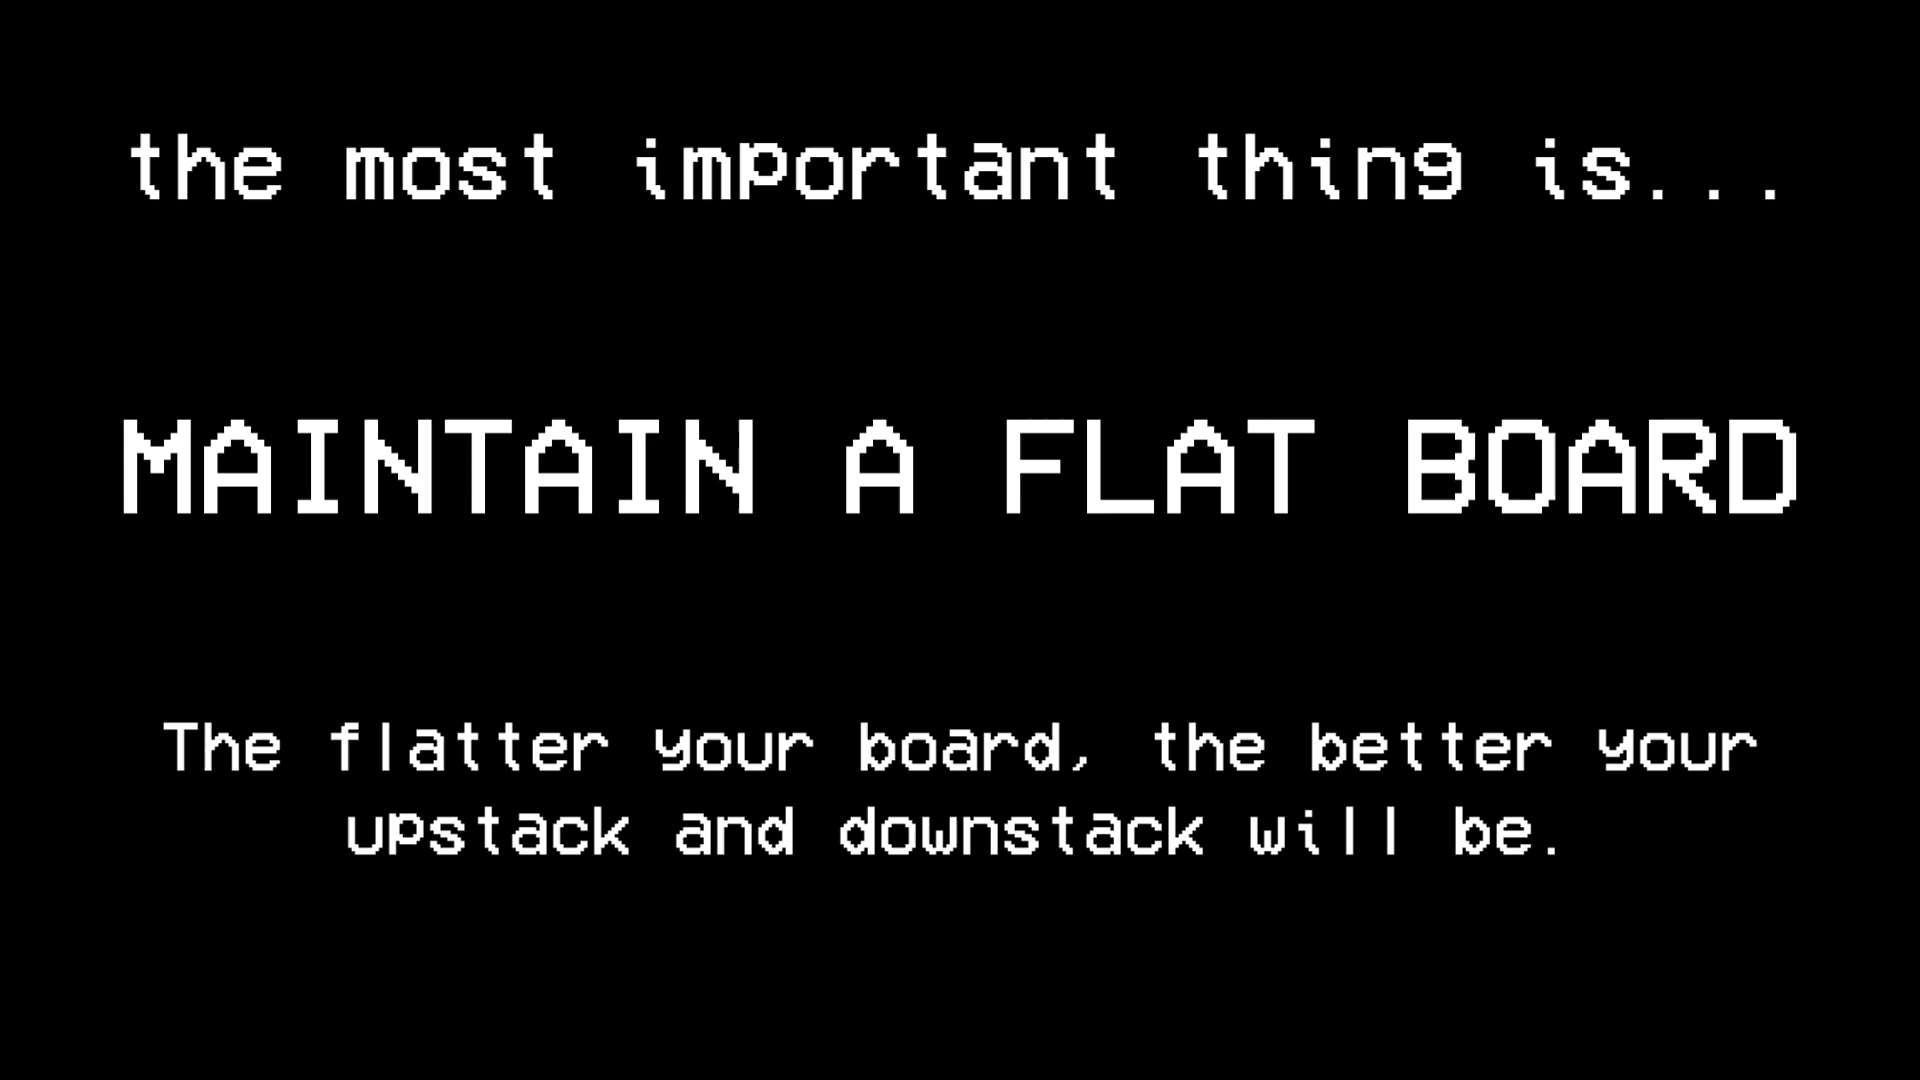 the most important thing is...
MAINTAIN A FLAT BOARD
The flatter your board, the better your
upstack and downstack will be.